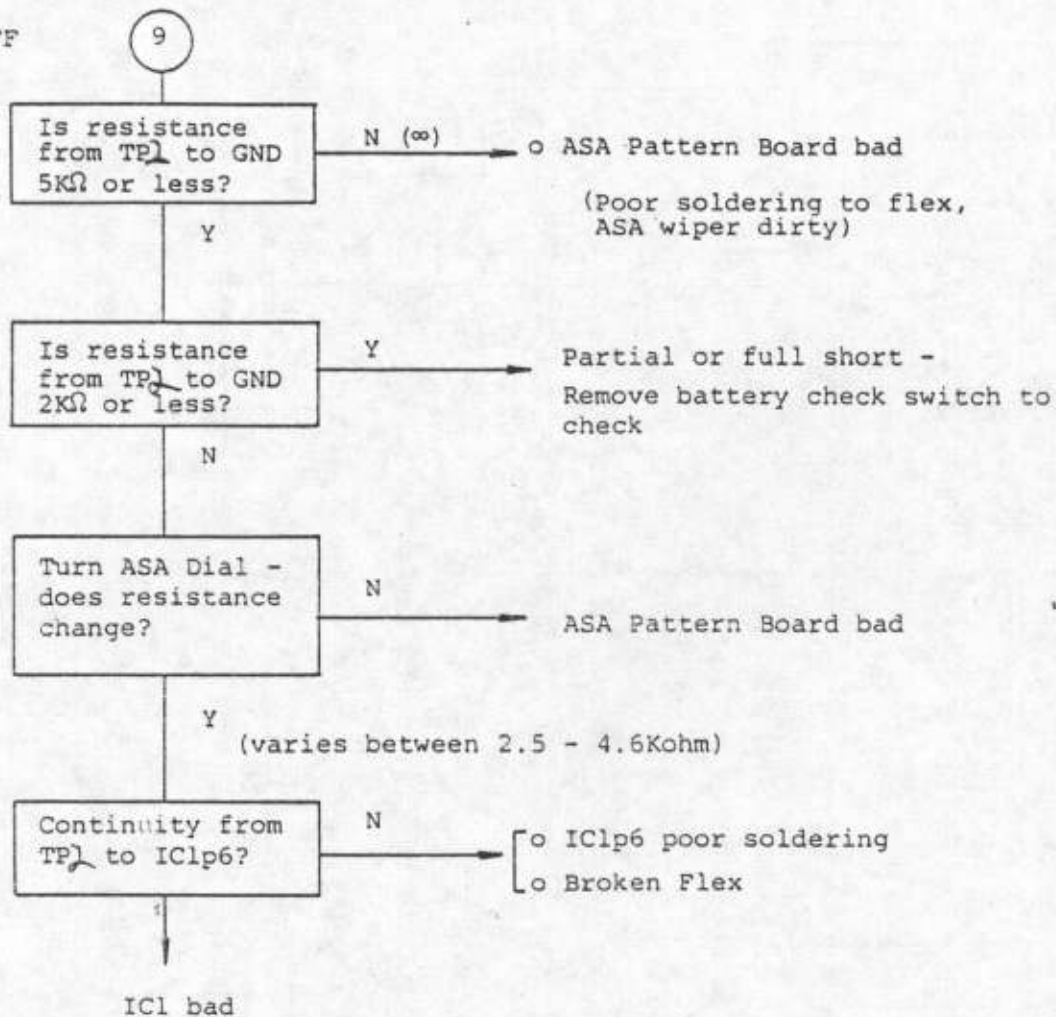 9
Is resistance
from TP2 to GND
5KΩ or less?
N (∞)
o ASA Pattern Board bad
(Poor soldering to flex,
ASA wiper dirty)
Y
Is resistance
from TP2 to GND
2KΩ or less?
Y
Partial or full short -
Remove battery check switch to
check
N
Turn ASA Dial -
does resistance
change?
N
ASA Pattern Board bad
Y
(varies between 2.5 - 4.6Kohm)
Continuity from
TP2 to IC1p6?
N
o IC1p6 poor soldering
o Broken Flex
IC1 bad